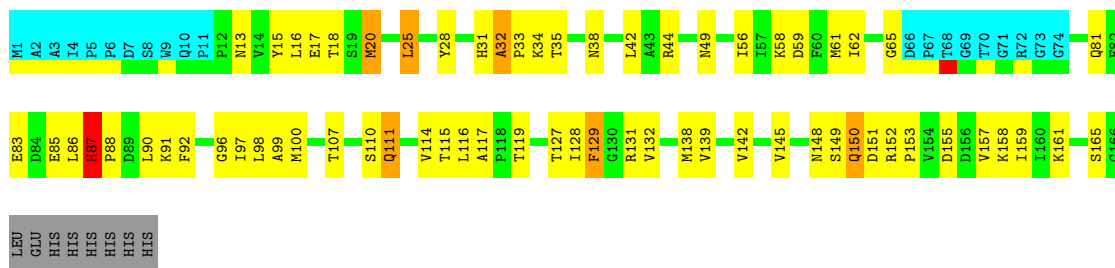 M1 A2 A3 I4 P5 P6 D7 S8 W9 Q10 P11 P12 N13 V14 Y15 L16 E17 T18 S19 M20 L25 Y28 H31 A32 P33 K34 T35 N38 L42 A43 R44 N49 I56 I57 K58 D59 F60 M61 I62 G65 D66 P67 T68 G69 T70 G71 R72 G73 G74 Q81
E83 D84 E85 L86 H87 P88 D89 L90 K91 F92 G96 I97 L98 A99 M100 T107 S110 Q111 V114 T115 L116 A117 P118 T119 T127 I128 F129 G130 R131 V132 M138 V139 V142 V145 N148 S149 Q150 D151 R152 P153 V154 D155 D156 V157 K158 I159 I160 K161 S165
LEU GLU HIS HIS HIS HIS HIS HIS